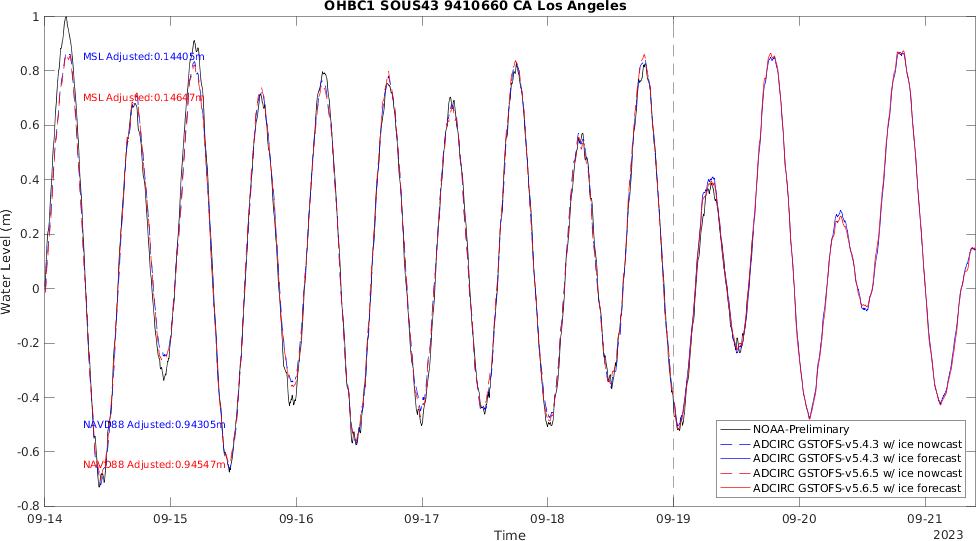 OHBC1 SOUS43 9410660 CA Los Angeles
1
0.8
0.6
0.4
0.2
0
-0.2
-0.4
-0.6
-0.8
Water Level (m)
MSL Adjusted:0.14405m
MSL Adjusted:0.14647m
NAVD88 Adjusted:0.94305m
NAVD88 Adjusted:0.94547m
NOAA-Preliminary
ADCIRC GSTOFS-v5.4.3 w/ ice nowcast
ADCIRC GSTOFS-v5.4.3 w/ ice forecast
ADCIRC GSTOFS-v5.6.5 w/ ice nowcast
ADCIRC GSTOFS-v5.6.5 w/ ice forecast
09-14 09-15 09-16 09-17 09-18 09-19 09-20 09-21
Time
2023